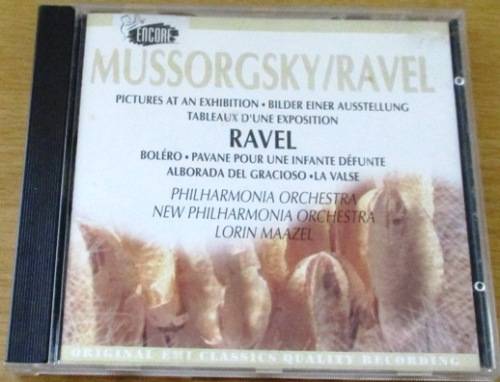 ENCORE
MUSSORGSKY/RAVEL
PICTURES AT AN EXHIBITION • BILDER EINER AUSSTELLUNG
TABLEAUX D'UNE EXPOSITION
RAVEL
BOLÉRO • PAVANE POUR UNE INFANTE DÉFUNTE
ALBORADA DEL GRACIOSO • LA VALSE
PHILHARMONIA ORCHESTRA
NEW PHILHARMONIA ORCHESTRA
LORIN MAAZEL
ORIGINAL EMI CLASSICS QUALITY RECORDING